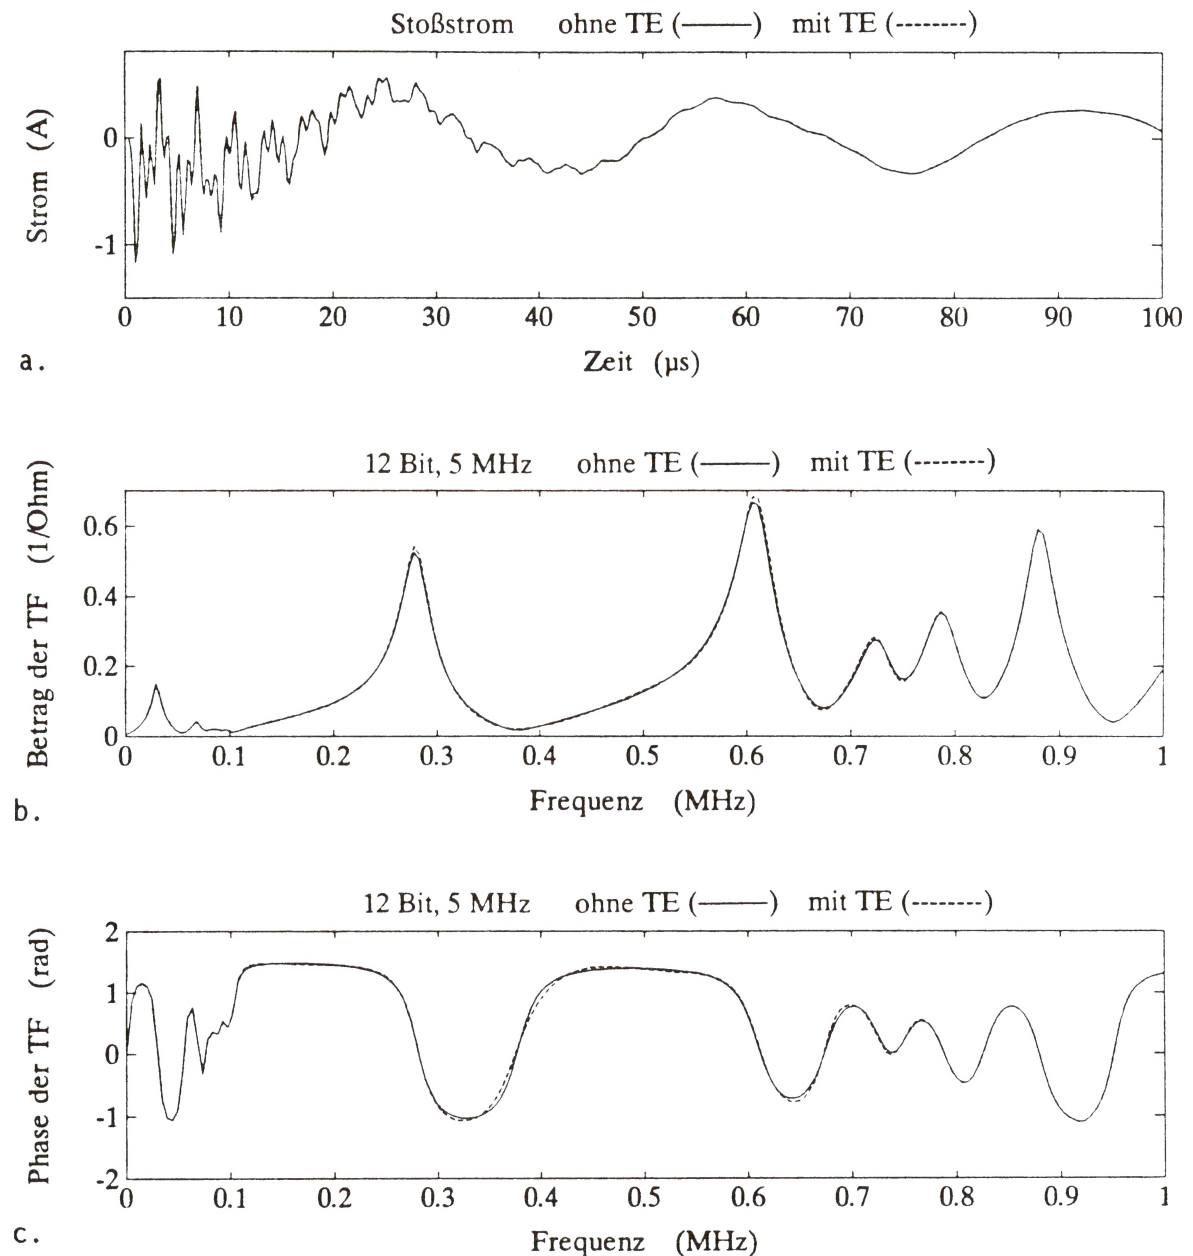 Stoßstrom ohne TE (———) mit TE (--------)
Strom (A)
0
-1
0 10 20 30 40 50 60 70 80 90 100
Zeit (µs)
a.
12 Bit, 5 MHz ohne TE (———) mit TE (--------)
Betrag der TF (1/Ohm)
0.6
0.4
0.2
0
0 0.1 0.2 0.3 0.4 0.5 0.6 0.7 0.8 0.9 1
Frequenz (MHz)
b.
12 Bit, 5 MHz ohne TE (———) mit TE (--------)
Phase der TF (rad)
2
1
0
-1
-2
0 0.1 0.2 0.3 0.4 0.5 0.6 0.7 0.8 0.9 1
Frequenz (MHz)
c.